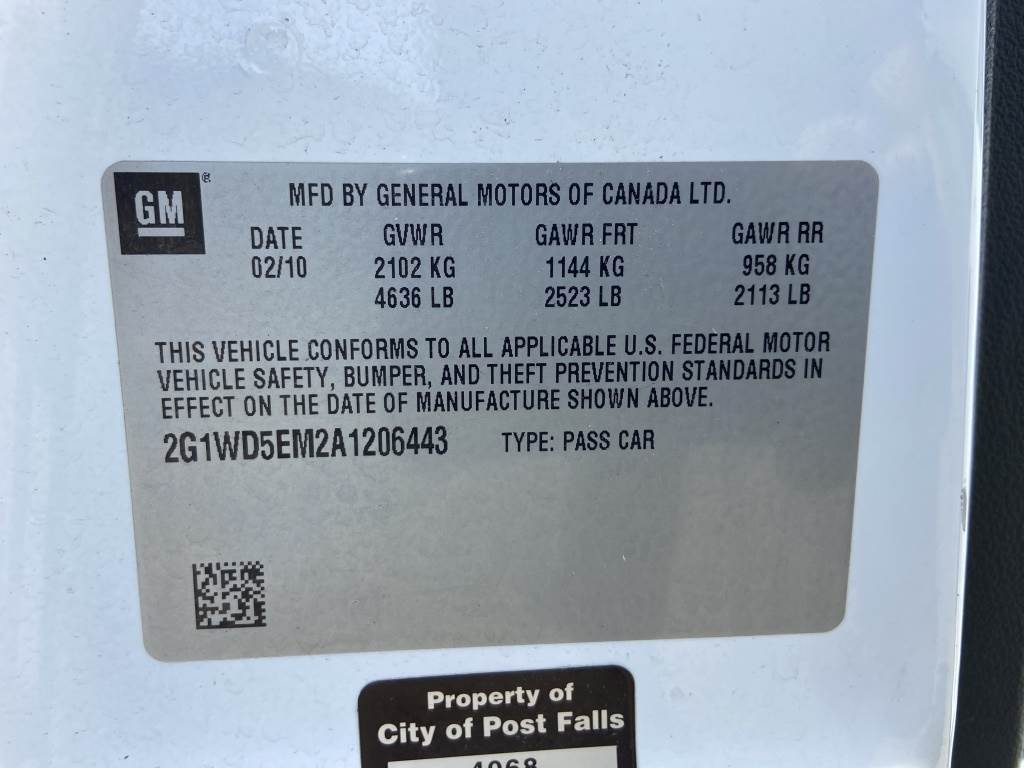 GM®
MFD BY GENERAL MOTORS OF CANADA LTD.
DATE GVWR GAWR FRT GAWR RR
02/10 2102 KG 1144 KG 958 KG
4636 LB 2523 LB 2113 LB
THIS VEHICLE CONFORMS TO ALL APPLICABLE U.S. FEDERAL MOTOR
VEHICLE SAFETY, BUMPER, AND THEFT PREVENTION STANDARDS IN
EFFECT ON THE DATE OF MANUFACTURE SHOWN ABOVE.
2G1WD5EM2A1206443 TYPE: PASS CAR
Property of
City of Post Falls